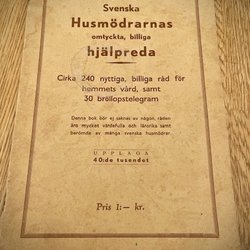 Svenska
Husmödrarnas
omtyckta, billiga
hjälpreda
Cirka 240 nyttiga, billiga råd för
hemmets vård, samt
30 bröllopstelegram
Denna bok bör ej saknas av någon, råden
äro mycket värdefulla och lärorika samt
berömda av många svenska husmödrar.
UPPLAGA
40:de tusendet
Pris 1:— kr.